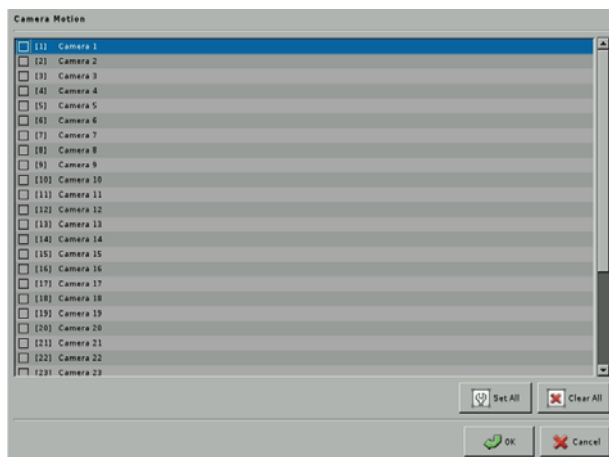 Camera Motion
[1] Camera 1
[2] Camera 2
[3] Camera 3
[4] Camera 4
[5] Camera 5
[6] Camera 6
[7] Camera 7
[8] Camera 8
[9] Camera 9
[10] Camera 10
[11] Camera 11
[12] Camera 12
[13] Camera 13
[14] Camera 14
[15] Camera 15
[16] Camera 16
[17] Camera 17
[18] Camera 18
[19] Camera 19
[20] Camera 20
[21] Camera 21
[22] Camera 22
[23] Camera 23
Set All Clear All
OK Cancel